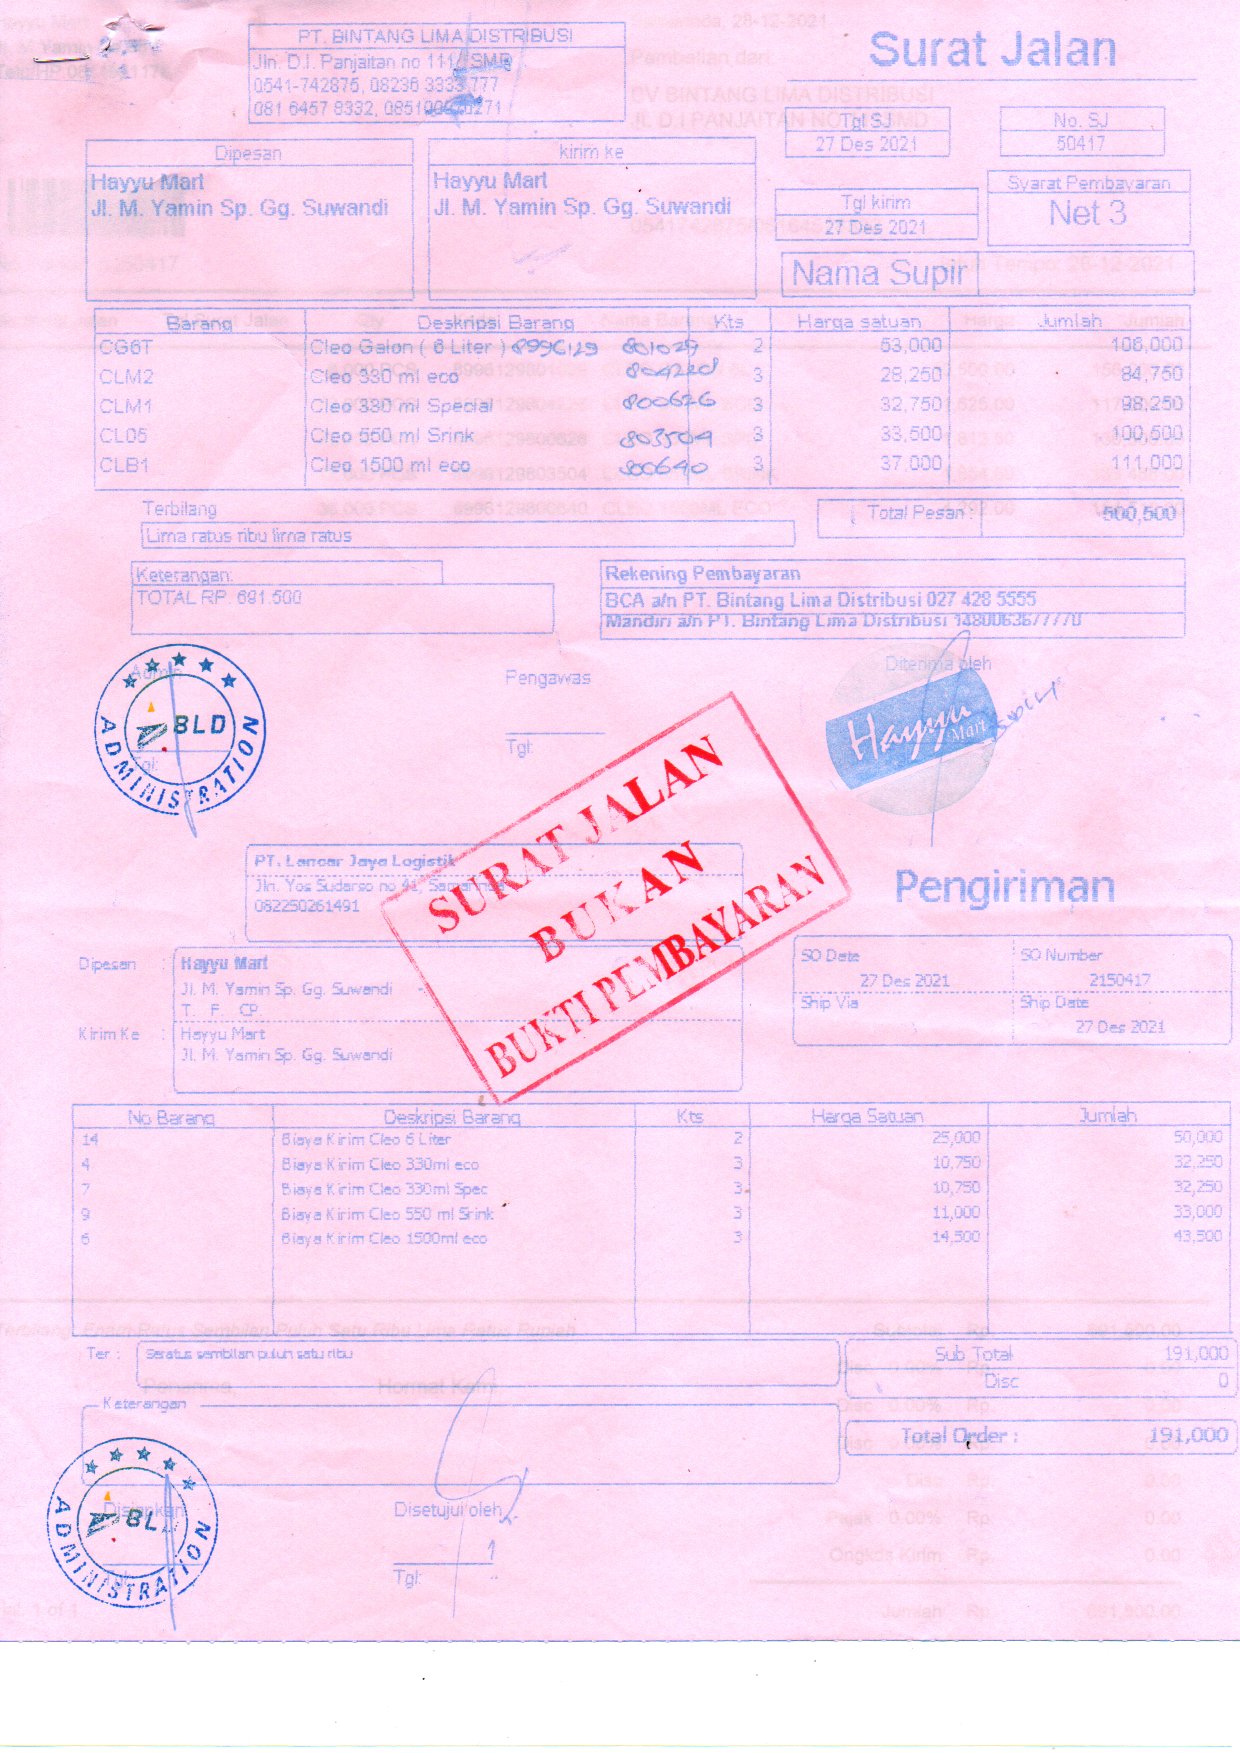 PT. BINTANG LIMA DISTRIBUSI
Surat Jalan
Jln. D.I. Panjaitan no 111 SMD
0541-742875, 08236 3333 777
081 6457 8332,
Tgl SJ
27 Des 2021
No. SJ
50417
Dipesan
Hayyu Mart
Jl. M. Yamin Sp. Gg. Suwandi
kirim ke
Hayyu Mart
Jl. M. Yamin Sp. Gg. Suwandi
Syarat Pembayaran
Net 3
Tgl kirim
27 Des 2021
Nama Supir
Barang Deskripsi Barang Kts Harga satuan Jumlah
CG6T Cleo Galon ( 6 Liter ) 8996129 801029 2 53,000 106,000
CLM2 Cleo 330 ml eco 804228 3 28,250 84,750
CLM1 Cleo 330 ml Special 800626 3 32,750 98,250
CL05 Cleo 550 ml Srink 803504 3 33,500 100,500
CLB1 Cleo 1500 ml eco 800640 3 37,000 111,000
Terbilang
Lima ratus ribu lima ratus
Total Pesan : 500,500
Keterangan:
TOTAL RP. 691.500
Rekening Pembayaran
BCA a/n PT. Bintang Lima Distribusi 027 428 5555
Mandiri a/n PT. Bintang Lima Distribusi 1480063677770
Admin
Tgl:
BLD
ADMINISTRATION
Pengawas
Tgl:
Diterima oleh
Hayyu
Mart
SURAT JALAN
BUKAN
BUKTI PEMBAYARAN
PT. Lancar Jaya Logistik
Jln. Yos Sudarso no 41, Samarinda
082250261491
Pengiriman
Dipesan : Hayyu Mart
Jl. M. Yamin Sp. Gg. Suwandi
T. F. CP
Kirim Ke : Hayyu Mart
Jl. M. Yamin Sp. Gg. Suwandi
SO Date SO Number
27 Des 2021 2150417
Ship Via Ship Date
27 Des 2021
No Barang Deskripsi Barang Kts Harga Satuan Jumlah
14 Biaya Kirim Cleo 6 Liter 2 25,000 50,000
4 Biaya Kirim Cleo 330ml eco 3 10,750 32,250
7 Biaya Kirim Cleo 330ml Spec 3 10,750 32,250
9 Biaya Kirim Cleo 550 ml Srink 3 11,000 33,000
6 Biaya Kirim Cleo 1500ml eco 3 14,500 43,500
Ter : Seratus sembilan puluh satu ribu
Sub Total 191,000
Disc 0
Keterangan
Total Order : 191,000
Disiapkan
Tgl:
BLD
ADMINISTRATION
Disetujui oleh
Tgl: